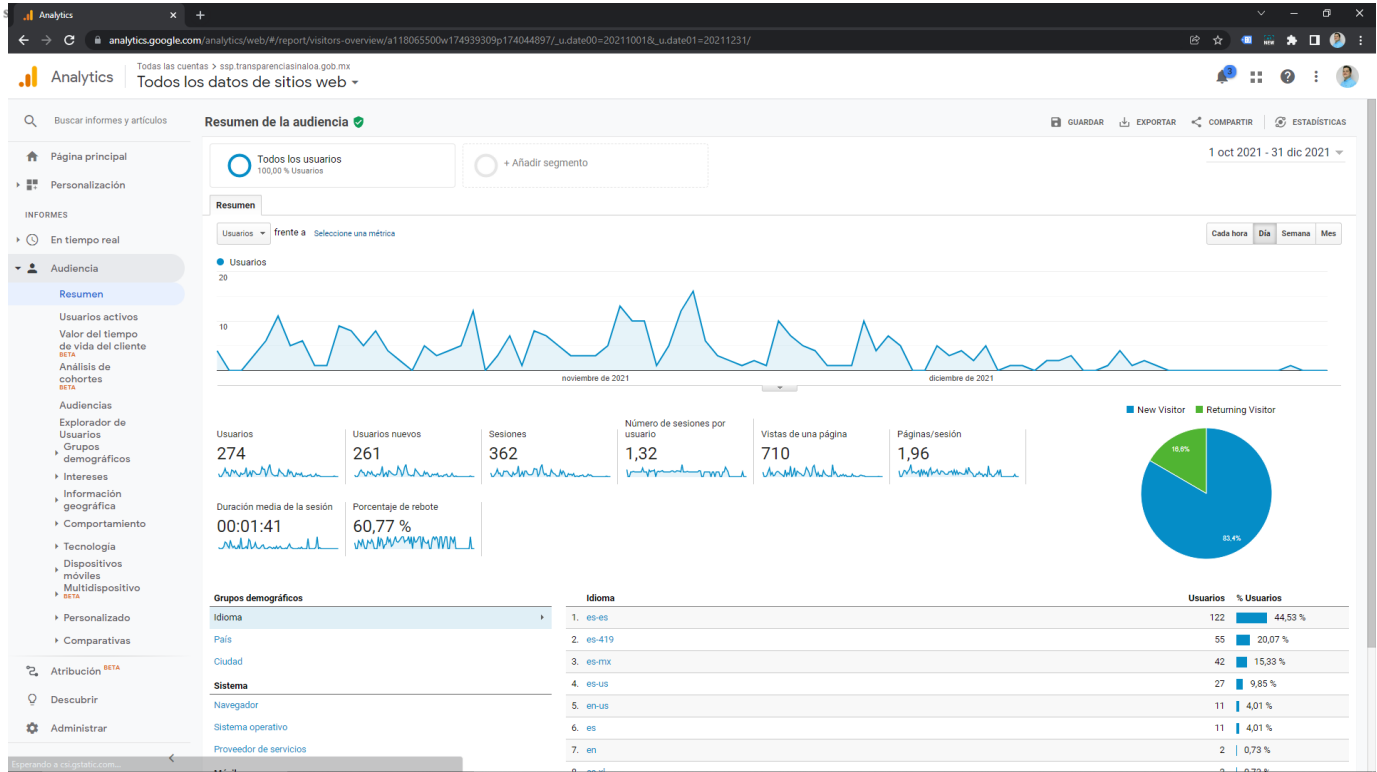 Analytics
analytics.google.com/analytics/web/#/report/visitors-overview/a118065500w174939309p174044897/_u.date00=20211001&_u.date01=20211231/
NEW
Analytics
Todas las cuentas > ssp.transparenciasinaloa.gob.mx
Todos los datos de sitios web
3
Buscar informes y artículos
Página principal
Personalización
INFORMES
En tiempo real
Audiencia
Resumen
Usuarios activos
Valor del tiempo
de vida del cliente
BETA
Análisis de
cohortes
BETA
Audiencias
Explorador de
Usuarios
Grupos
demográficos
Intereses
Información
geográfica
Comportamiento
Tecnología
Dispositivos
móviles
Multidispositivo
BETA
Personalizado
Comparativas
Atribución BETA
Descubrir
Administrar
Esperando a csi.gstatic.com...
Resumen de la audiencia
GUARDAR EXPORTAR COMPARTIR ESTADÍSTICAS
Todos los usuarios
100,00 % Usuarios
+ Añadir segmento
1 oct 2021 - 31 dic 2021
Resumen
Usuarios frente a Seleccione una métrica
Cada hora Día Semana Mes
Usuarios
20
10
noviembre de 2021 diciembre de 2021
New Visitor Returning Visitor
16,6%
83,4%
Usuarios
274
Usuarios nuevos
261
Sesiones
362
Número de sesiones por
usuario
1,32
Vistas de una página
710
Páginas/sesión
1,96
Duración media de la sesión
00:01:41
Porcentaje de rebote
60,77 %
Grupos demográficos
Idioma
País
Ciudad
Sistema
Navegador
Sistema operativo
Proveedor de servicios
Idioma Usuarios % Usuarios
1. es-es 122 44,53 %
2. es-419 55 20,07 %
3. es-mx 42 15,33 %
4. es-us 27 9,85 %
5. en-us 11 4,01 %
6. es 11 4,01 %
7. en 2 0,73 %